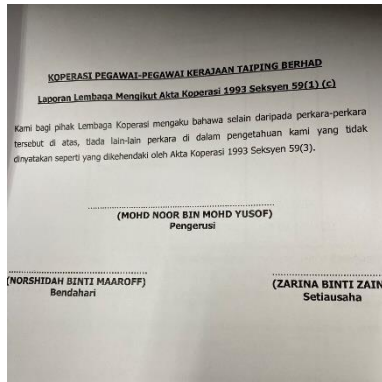 KOPERASI PEGAWAI-PEGAWAI KERAJAAN TAIPING BERHAD
Laporan Lembaga Mengikut Akta Koperasi 1993 Seksyen 59(1) (c)
Kami bagi pihak Lembaga Koperasi mengaku bahawa selain daripada perkara-perkara
tersebut di atas, tiada lain-lain perkara di dalam pengetahuan kami yang tidak
dinyatakan seperti yang dikehendaki oleh Akta Koperasi 1993 Seksyen 59(3).
(MOHD NOOR BIN MOHD YUSOF)
Pengerusi
(NORSHIDAH BINTI MAAROFF)
Bendahari
(ZARINA BINTI ZAIN
Setiausaha